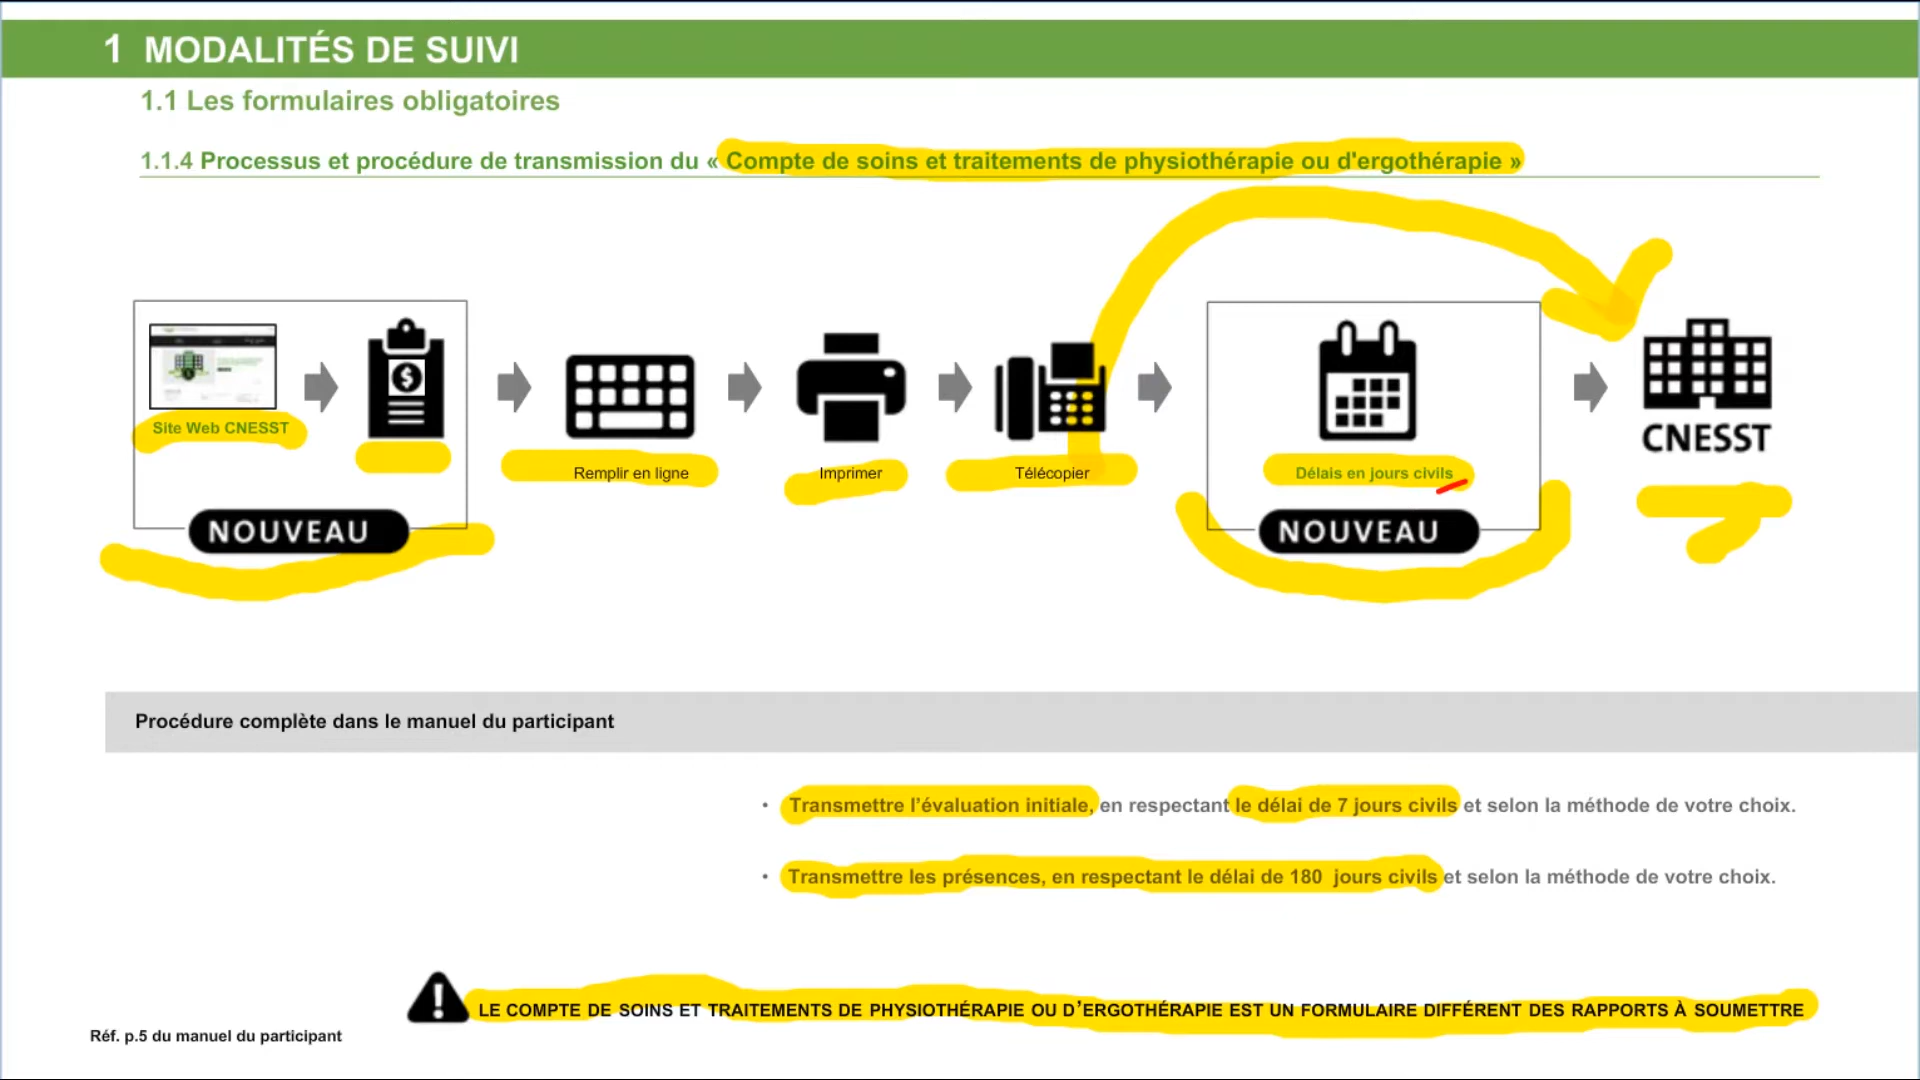 1 MODALITÉS DE SUIVI
1.1 Les formulaires obligatoires
1.1.4 Processus et procédure de transmission du « Compte de soins et traitements de physiothérapie ou d'ergothérapie »
Site Web CNESST
$
Remplir en ligne
Imprimer
Télécopier
Délais en jours civils
CNESST
NOUVEAU
NOUVEAU
Procédure complète dans le manuel du participant
• Transmettre l’évaluation initiale, en respectant le délai de 7 jours civils et selon la méthode de votre choix.
• Transmettre les présences, en respectant le délai de 180 jours civils et selon la méthode de votre choix.
! LE COMPTE DE SOINS ET TRAITEMENTS DE PHYSIOTHÉRAPIE OU D’ERGOTHÉRAPIE EST UN FORMULAIRE DIFFÉRENT DES RAPPORTS À SOUMETTRE
Réf. p.5 du manuel du participant